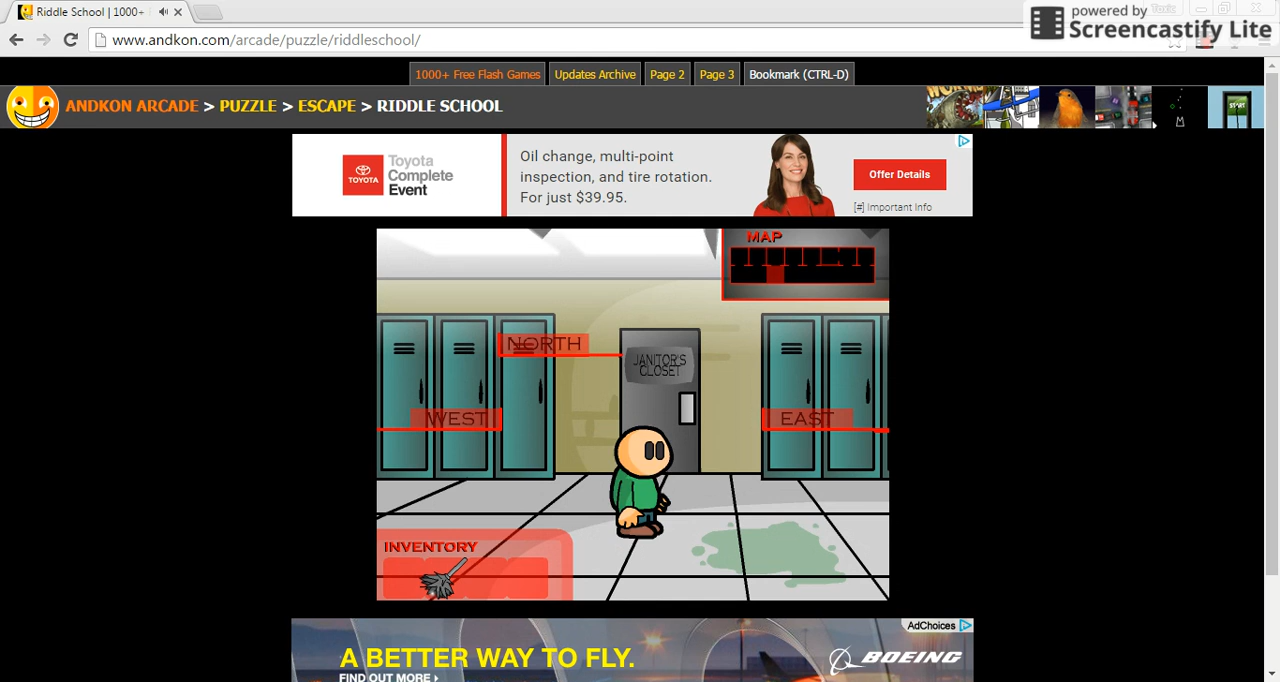 Riddle School | 1000+
powered by
Screencastify Lite
www.andkon.com/arcade/puzzle/riddleschool/
1000+ Free Flash Games
Updates Archive
Page 2
Page 3
Bookmark (CTRL-D)
ANDKON ARCADE > PUZZLE > ESCAPE > RIDDLE SCHOOL
START
TOYOTA
Toyota
Complete
Event
Oil change, multi-point
inspection, and tire rotation.
For just $39.95.
Offer Details
[#] Important Info
MAP
NORTH
JANITOR'S
CLOSET
WEST
EAST
INVENTORY
AdChoices
A BETTER WAY TO FLY.
FIND OUT MORE
BOEING